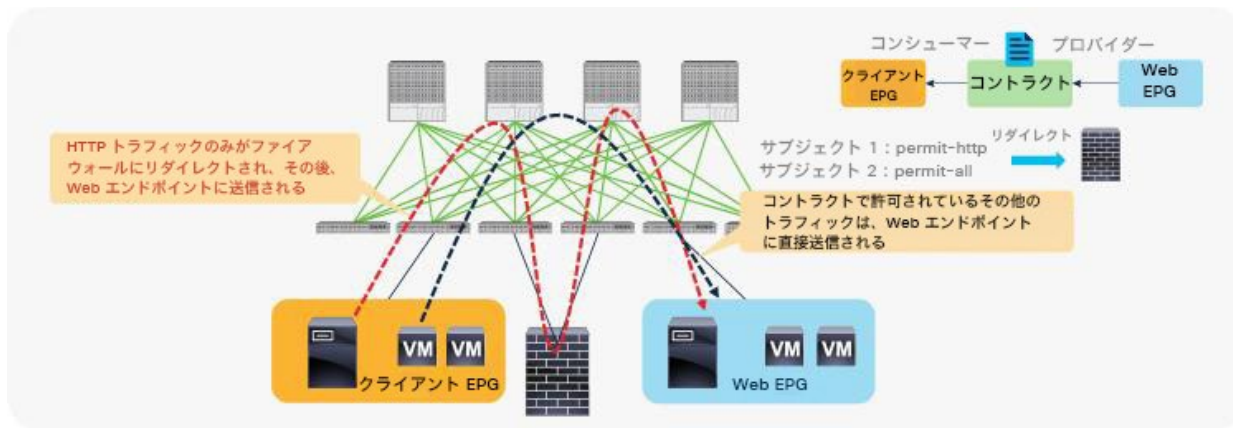 コンシューマー
プロバイダー
クライアント
EPG
コントラクト
Web
EPG
HTTP トラフィックのみがファイア
ウォールにリダイレクトされ、その後、
Web エンドポイントに送信される
サブジェクト 1：permit-http
サブジェクト 2：permit-all
リダイレクト
コントラクトで許可されているその他の
トラフィックは、Web エンドポイント
に直接送信される
VM
VM
クライアント EPG
VM
VM
Web EPG